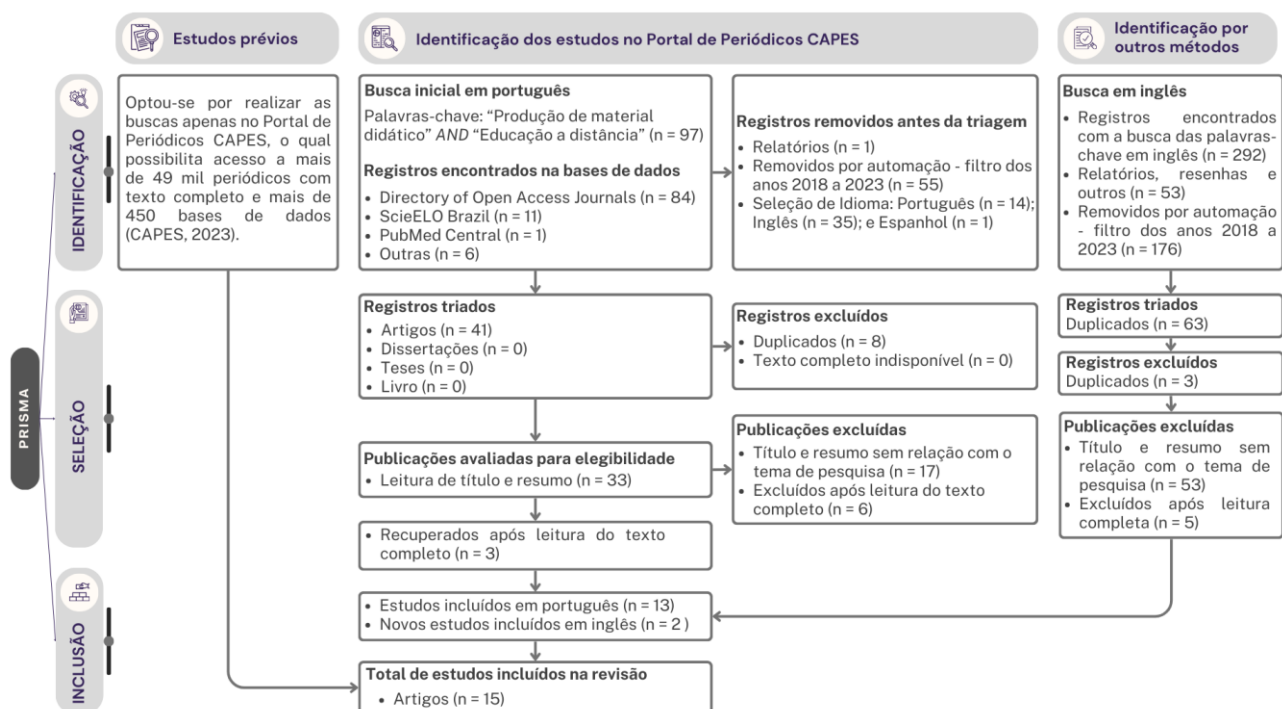 Estudos prévios
Identificação dos estudos no Portal de Periódicos CAPES
Identificação por
outros métodos
PRISMA
IDENTIFICAÇÃO
SELEÇÃO
INCLUSÃO
Optou-se por realizar as
buscas apenas no Portal de
Periódicos CAPES, o qual
possibilita acesso a mais
de 49 mil periódicos com
texto completo e mais de
450 bases de dados
(CAPES, 2023).
Busca inicial em português
Palavras-chave: “Produção de material
didático” AND “Educação a distância” (n = 97)
Registros encontrados na bases de dados
• Directory of Open Access Journals (n = 84)
• ScieELO Brazil (n = 11)
• PubMed Central (n = 1)
• Outras (n = 6)
Registros removidos antes da triagem
• Relatórios (n = 1)
• Removidos por automação - filtro dos
anos 2018 a 2023 (n = 55)
• Seleção de Idioma: Português (n = 14);
Inglês (n = 35); e Espanhol (n = 1)
Busca em inglês
• Registros encontrados
com a busca das palavras-
chave em inglês (n = 292)
• Relatórios, resenhas e
outros (n = 53)
• Removidos por automação
- filtro dos anos 2018 a
2023 (n = 176)
Registros triados
• Artigos (n = 41)
• Dissertações (n = 0)
• Teses (n = 0)
• Livro (n = 0)
Registros excluídos
• Duplicados (n = 8)
• Texto completo indisponível (n = 0)
Registros triados
Duplicados (n = 63)
Registros excluídos
Duplicados (n = 3)
Publicações avaliadas para elegibilidade
• Leitura de título e resumo (n = 33)
Publicações excluídas
• Título e resumo sem relação com o
tema de pesquisa (n = 17)
• Excluídos após leitura do texto
completo (n = 6)
Publicações excluídas
• Título e resumo sem
relação com o tema de
pesquisa (n = 53)
• Excluídos após leitura
completa (n = 5)
• Recuperados após leitura do texto
completo (n = 3)
• Estudos incluídos em português (n = 13)
• Novos estudos incluídos em inglês (n = 2 )
Total de estudos incluídos na revisão
• Artigos (n = 15)